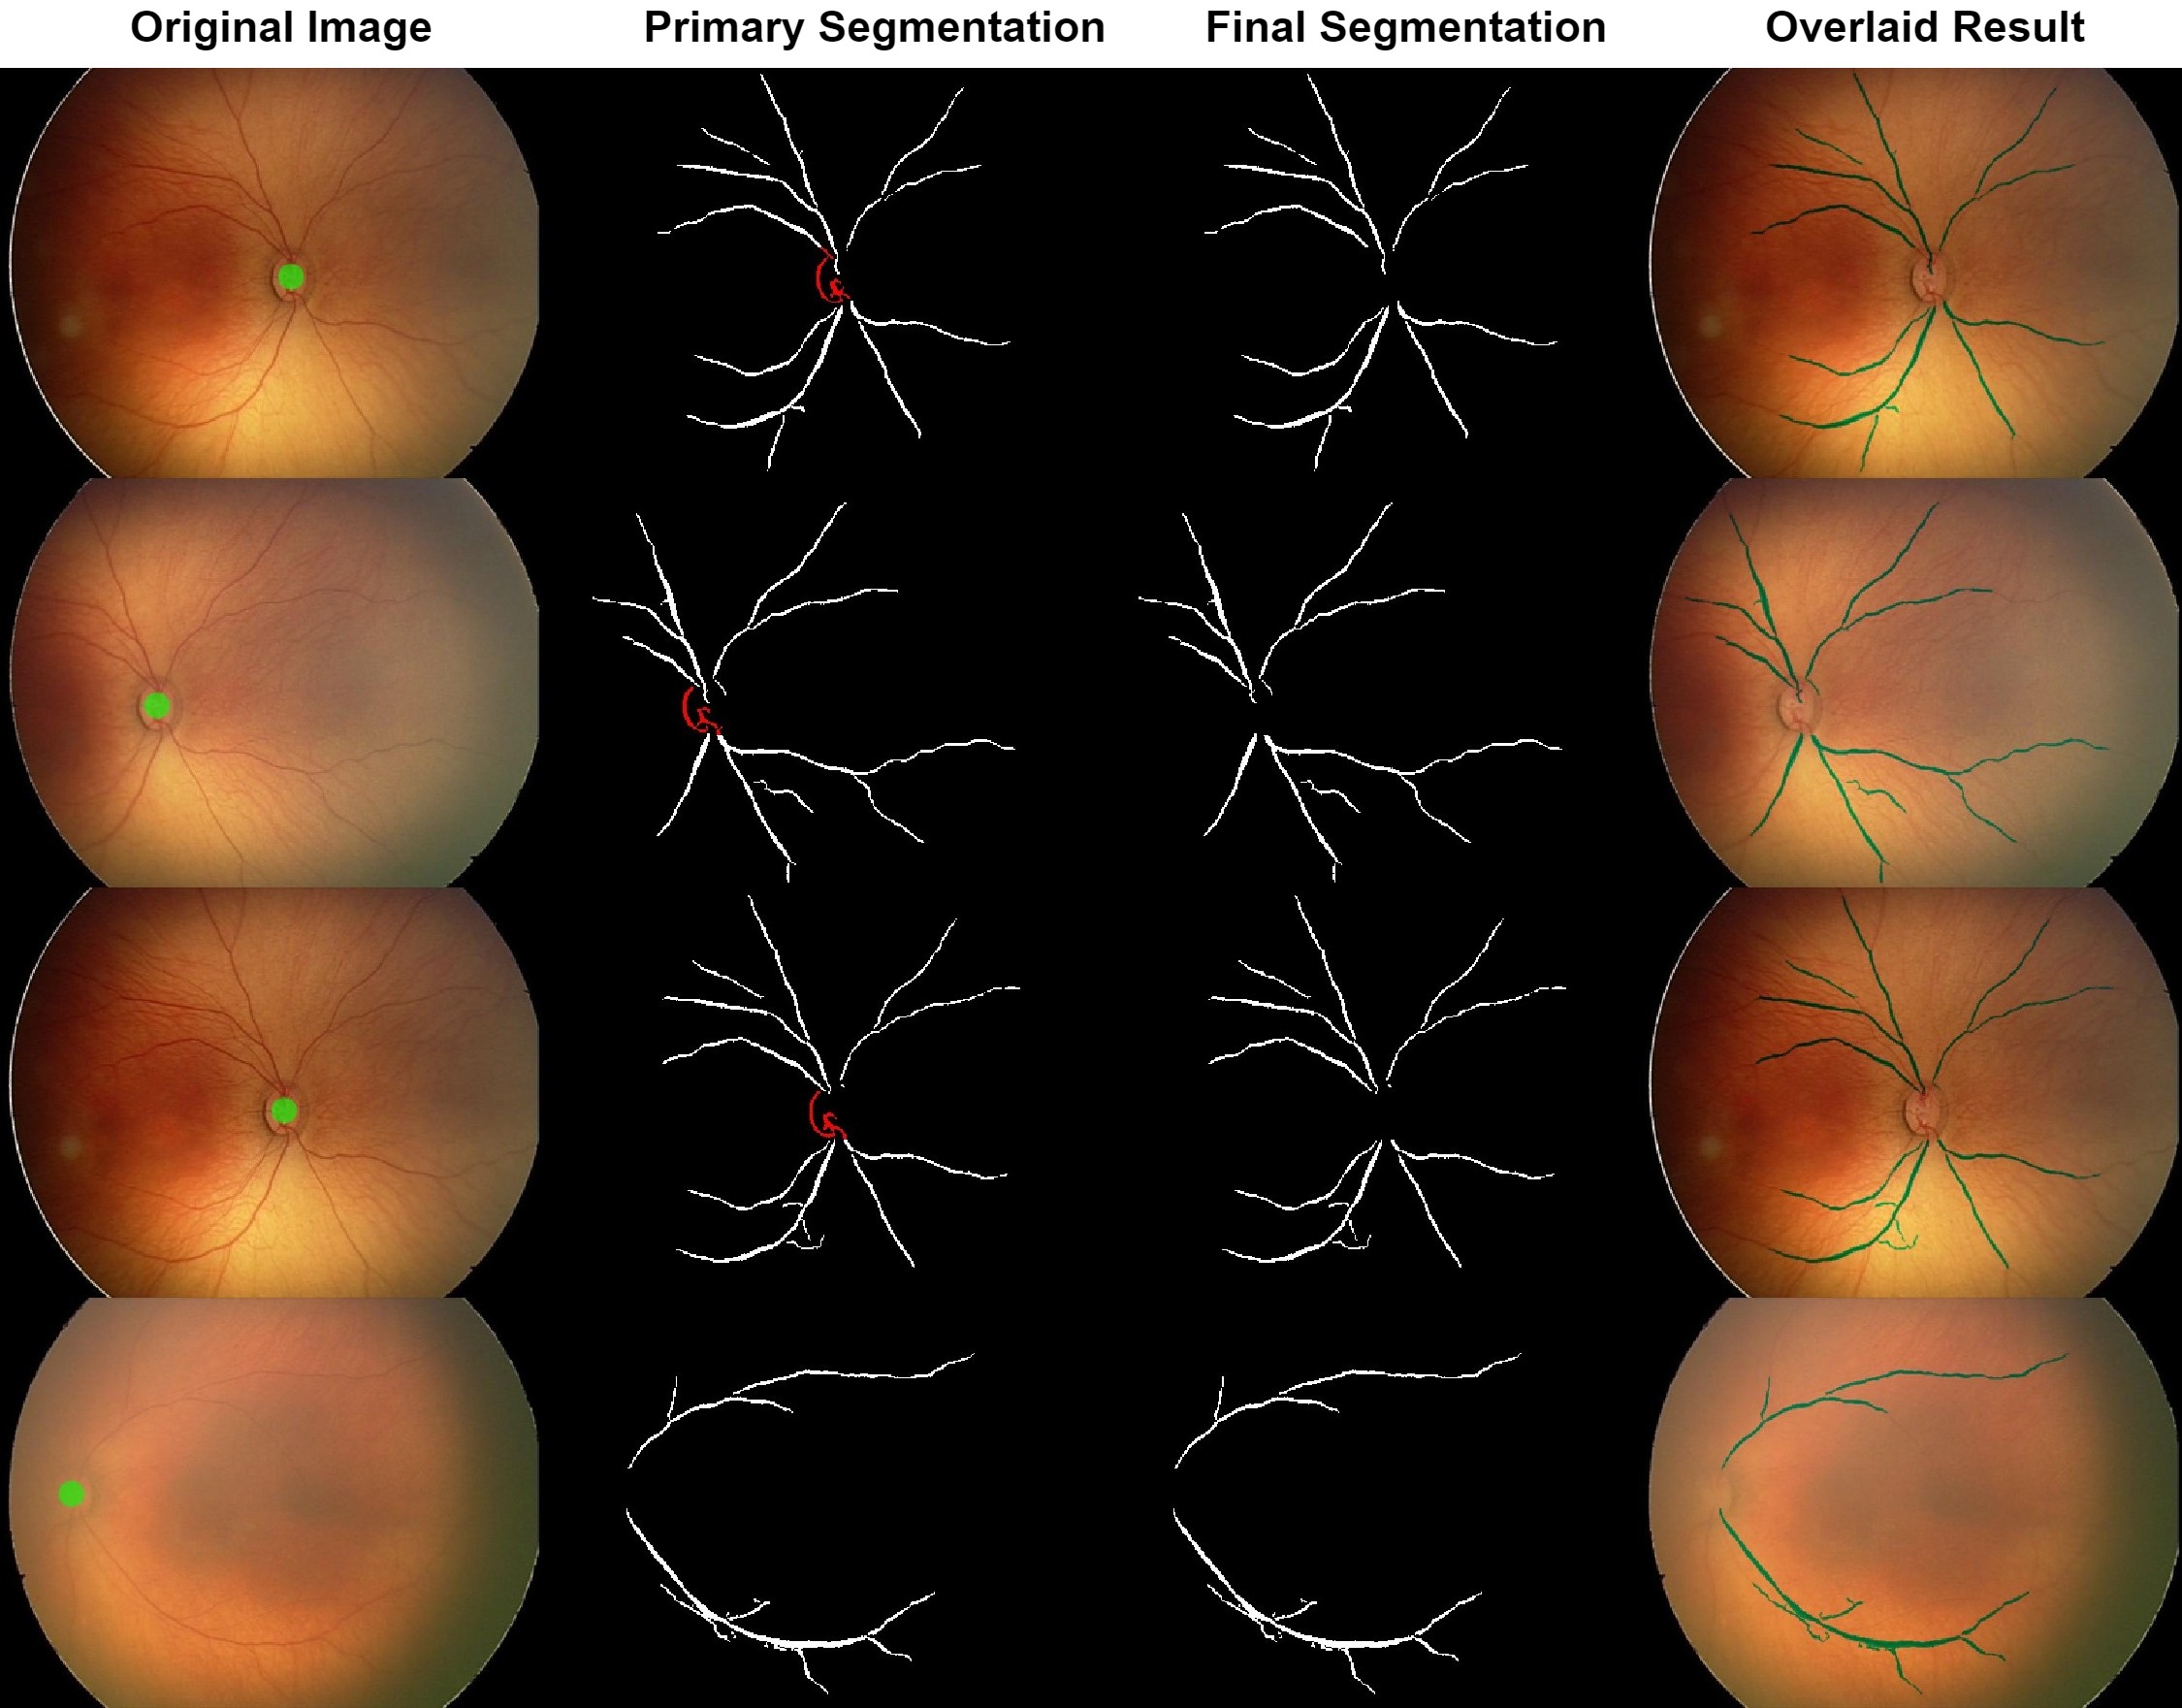 Original Image
Primary Segmentation
Final Segmentation
Overlaid Result